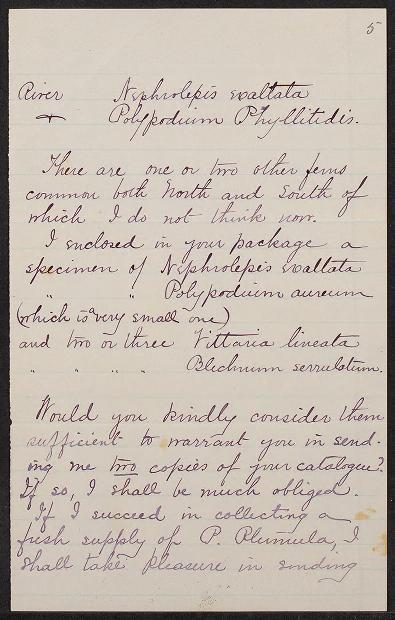 5
River Nephrolepis exaltata
+ Polypodium Phyllitidis.
There are one or two other ferns
common both North and South of
which I do not think now.
I enclosed in your package a
specimen of Nephrolepis exaltata
" " Polypodium aureum
(which is a very small one)
and two or three Vittaria lineata
" " " " Blechnum serrulatum.
Would you kindly consider them
sufficient to warrant you in send-
ing me two copies of your catalogue?
If so, I shall be much obliged.
If I succeed in collecting a
fresh supply of P. Plumula, I
shall take pleasure in sending